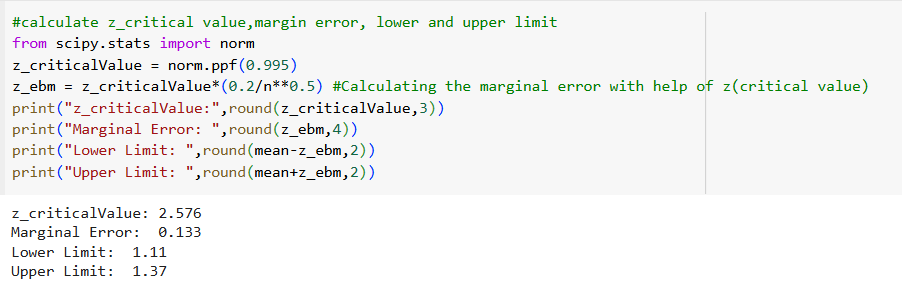 #calculate z_critical value,margin error, lower and upper limit
from scipy.stats import norm
z_criticalValue = norm.ppf(0.995)
z_ebm = z_criticalValue*(0.2/n**0.5) #Calculating the marginal error with help of z(critical value)
print("z_criticalValue:",round(z_criticalValue,3))
print("Marginal Error: ",round(z_ebm,4))
print("Lower Limit: ",round(mean-z_ebm,2))
print("Upper Limit: ",round(mean+z_ebm,2))
z_criticalValue: 2.576
Marginal Error:  0.133
Lower Limit:  1.11
Upper Limit:  1.37